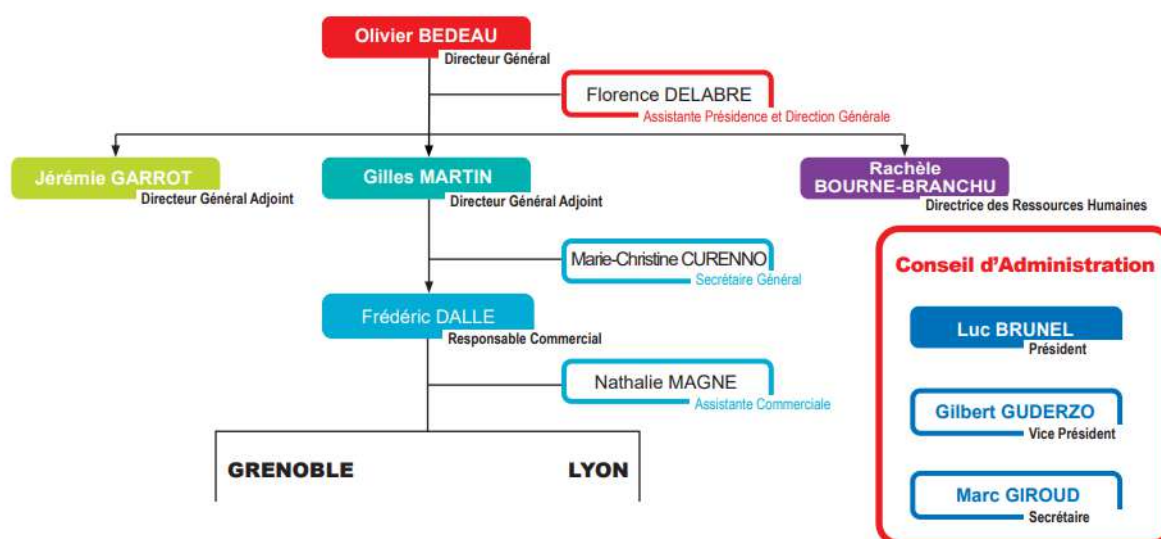 Olivier BEDEAU
Directeur Général
Florence DELABRE
Assistante Présidence et Direction Générale
Jérémie GARROT
Directeur Général Adjoint
Gilles MARTIN
Directeur Général Adjoint
Rachèle
BOURNE-BRANCHU
Directrice des Ressources Humaines
Marie-Christine CURENNO
Secrétaire Général
Frédéric DALLE
Responsable Commercial
Nathalie MAGNE
Assistante Commerciale
GRENOBLE
LYON
Conseil d’Administration
Luc BRUNEL
Président
Gilbert GUDERZO
Vice Président
Marc GIROUD
Secrétaire